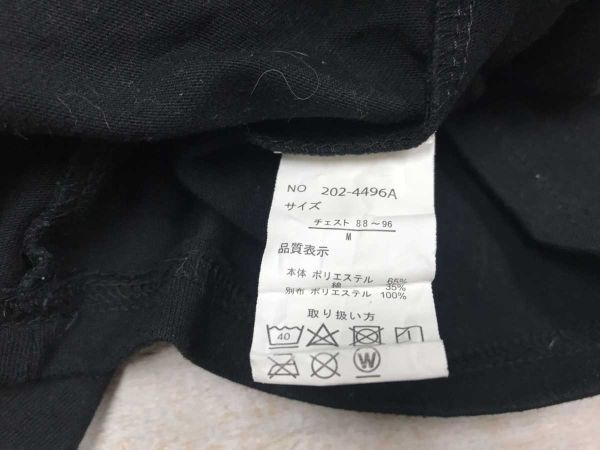 NO 202-4496A
サイズ
チェスト 88～96
M
品質表示
本体 ポリエステル 65%
綿 35%
別布 ポリエステル 100%
取り扱い方
40
W